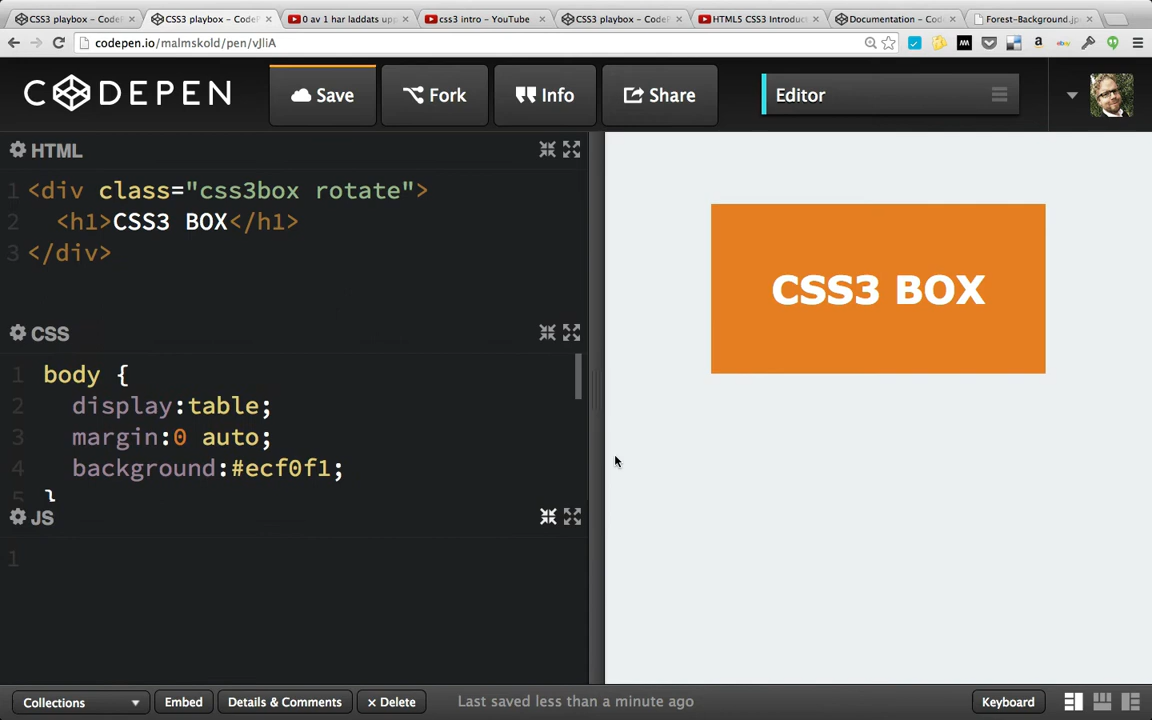 CSS3 playbox - CodeP
CSS3 playbox - CodeP
0 av 1 har laddats upp
css3 intro - YouTube
CSS3 playbox - CodeP
HTML5 CSS3 Introduc
Documentation - Cod
Forest-Background.jp
codepen.io/malmskold/pen/vJliA
CODEPEN
Save
Fork
Info
Share
Editor
HTML
1 <div class="css3box rotate">
2 <h1>CSS3 BOX</h1>
3 </div>
CSS3 BOX
CSS
1 body {
2 display:table;
3 margin:0 auto;
4 background:#ecf0f1;
5 }
JS
1
Collections
Embed
Details & Comments
× Delete
Last saved less than a minute ago
Keyboard